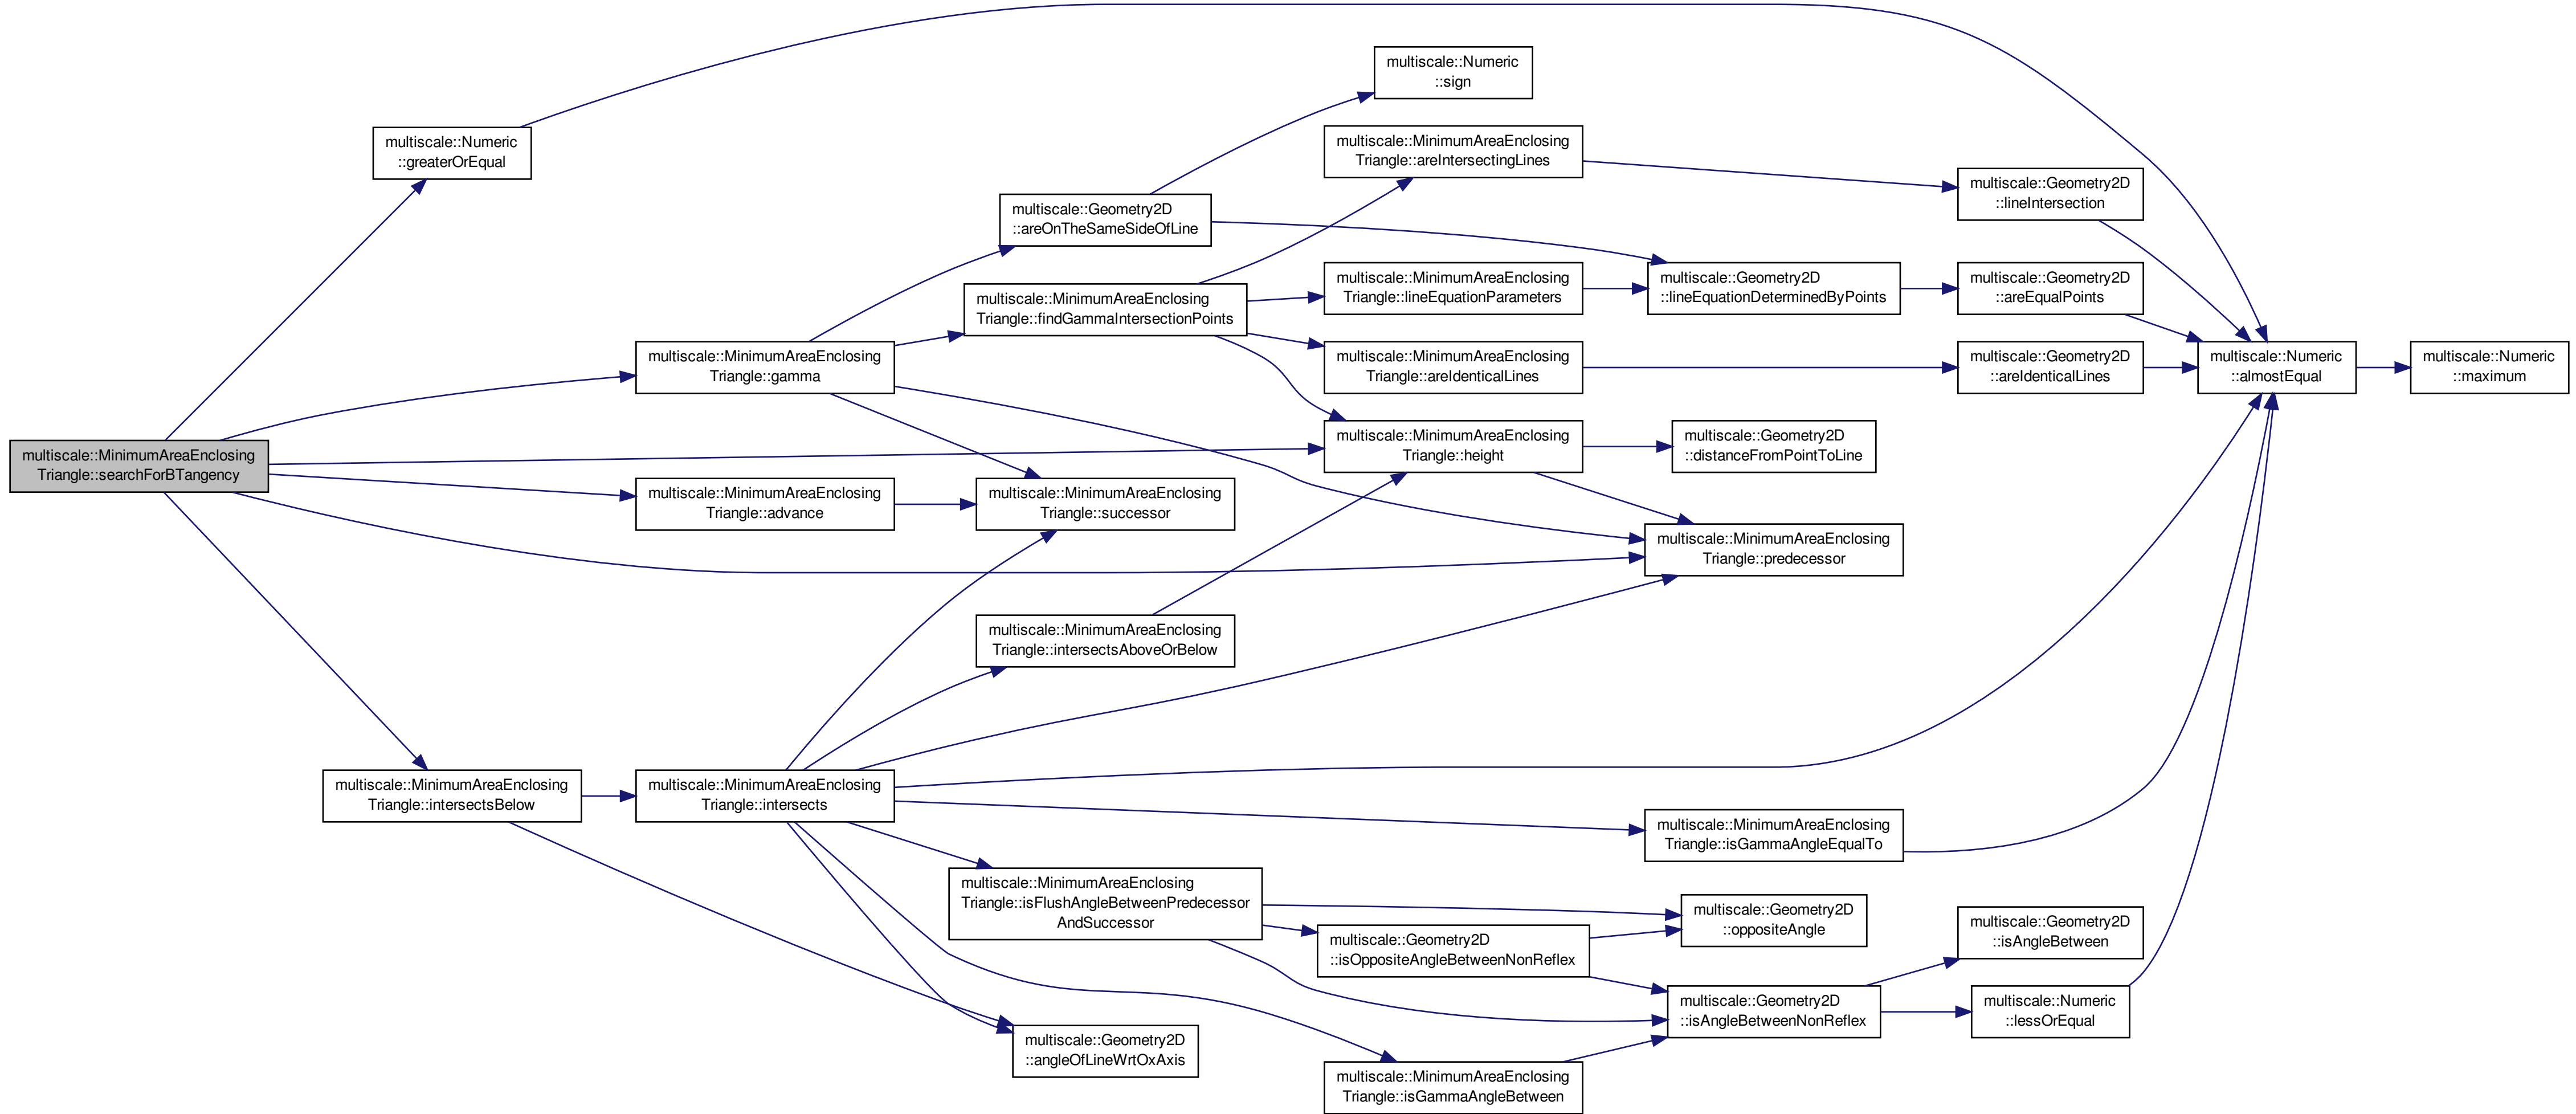 multiscale::Numeric
::sign
multiscale::MinimumAreaEnclosing
Triangle::areIntersectingLines
multiscale::Numeric
::greaterOrEqual
multiscale::Geometry2D
::lineIntersection
multiscale::Geometry2D
::areOnTheSameSideOfLine
multiscale::MinimumAreaEnclosing
Triangle::lineEquationParameters
multiscale::Geometry2D
::lineEquationDeterminedByPoints
multiscale::Geometry2D
::areEqualPoints
multiscale::MinimumAreaEnclosing
Triangle::findGammaIntersectionPoints
multiscale::MinimumAreaEnclosing
Triangle::gamma
multiscale::MinimumAreaEnclosing
Triangle::areIdenticalLines
multiscale::Geometry2D
::areIdenticalLines
multiscale::Numeric
::almostEqual
multiscale::Numeric
::maximum
multiscale::MinimumAreaEnclosing
Triangle::height
multiscale::Geometry2D
::distanceFromPointToLine
multiscale::MinimumAreaEnclosing
Triangle::searchForBTangency
multiscale::MinimumAreaEnclosing
Triangle::advance
multiscale::MinimumAreaEnclosing
Triangle::successor
multiscale::MinimumAreaEnclosing
Triangle::predecessor
multiscale::MinimumAreaEnclosing
Triangle::intersectsAboveOrBelow
multiscale::MinimumAreaEnclosing
Triangle::intersectsBelow
multiscale::MinimumAreaEnclosing
Triangle::intersects
multiscale::MinimumAreaEnclosing
Triangle::isGammaAngleEqualTo
multiscale::MinimumAreaEnclosing
Triangle::isFlushAngleBetweenPredecessor
AndSuccessor
multiscale::Geometry2D
::oppositeAngle
multiscale::Geometry2D
::isAngleBetween
multiscale::Geometry2D
::isOppositeAngleBetweenNonReflex
multiscale::Geometry2D
::isAngleBetweenNonReflex
multiscale::Numeric
::lessOrEqual
multiscale::Geometry2D
::angleOfLineWrtOxAxis
multiscale::MinimumAreaEnclosing
Triangle::isGammaAngleBetween